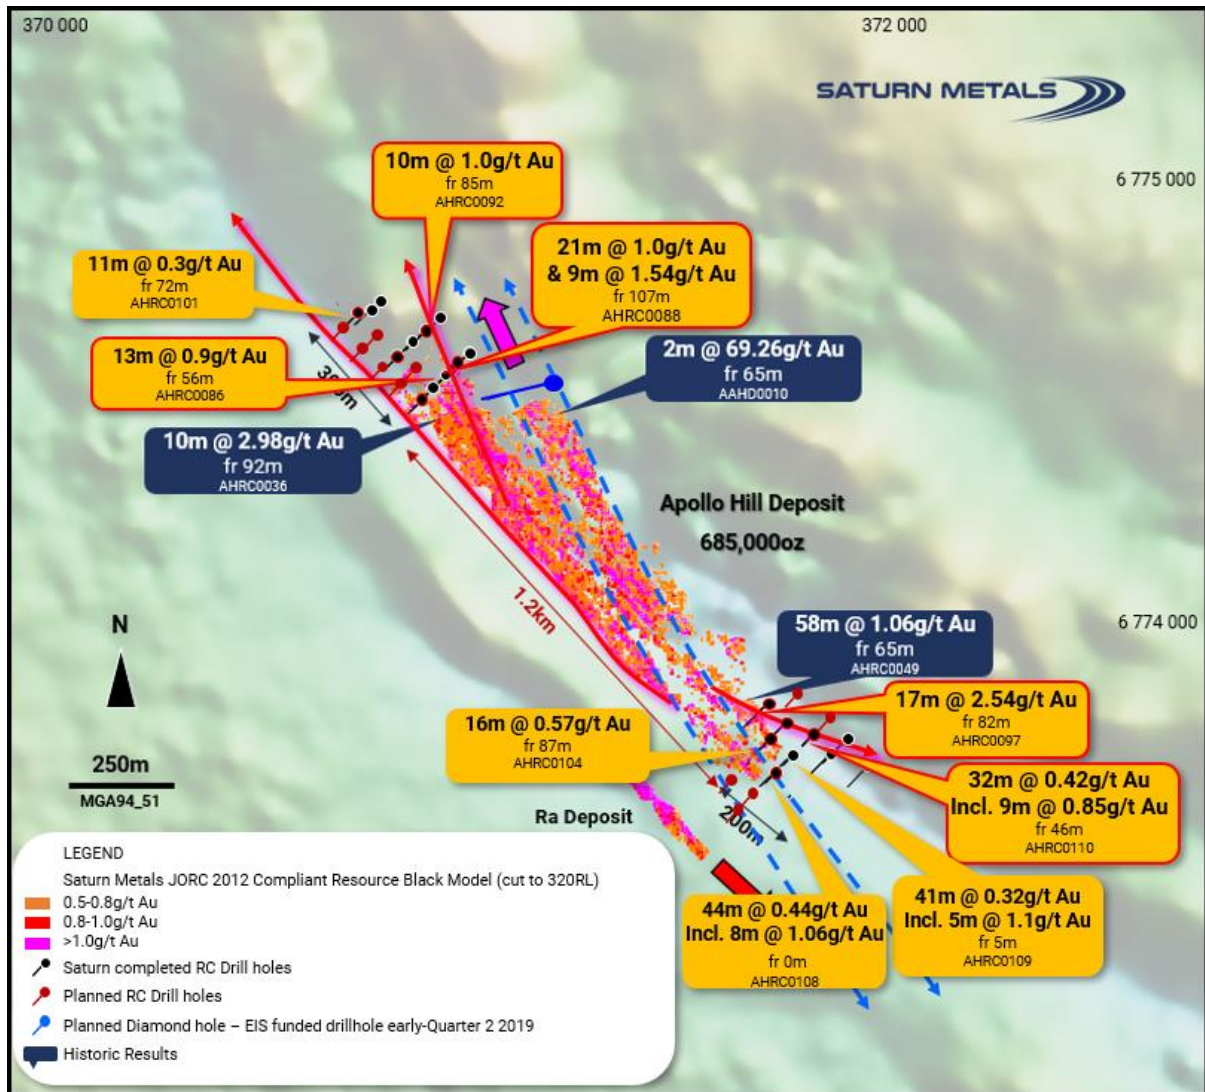 370 000
372 000
SATURN METALS
6 775 000
10m @ 1.0g/t Au
fr 85m
AHRC0092
21m @ 1.0g/t Au
& 9m @ 1.54g/t Au
fr 107m
AHRC0088
11m @ 0.3g/t Au
fr 72m
AHRC0101
13m @ 0.9g/t Au
fr 56m
AHRC0086
2m @ 69.26g/t Au
fr 65m
AAHD0010
10m @ 2.98g/t Au
fr 92m
AHRC0036
Apollo Hill Deposit
685,000oz
1.2km
6 774 000
N
250m
MGA94_51
58m @ 1.06g/t Au
fr 65m
AHRC0049
17m @ 2.54g/t Au
fr 82m
AHRC0097
16m @ 0.57g/t Au
fr 87m
AHRC0104
32m @ 0.42g/t Au
Incl. 9m @ 0.85g/t Au
fr 46m
AHRC0110
Ra Deposit
200m
44m @ 0.44g/t Au
Incl. 8m @ 1.06g/t Au
fr 0m
AHRC0108
41m @ 0.32g/t Au
Incl. 5m @ 1.1g/t Au
fr 5m
AHRC0109
LEGEND
Saturn Metals JORC 2012 Compliant Resource Black Model (cut to 320RL)
0.5-0.8g/t Au
0.8-1.0g/t Au
>1.0g/t Au
Saturn completed RC Drill holes
Planned RC Drill holes
Planned Diamond hole – EIS funded drillhole early-Quarter 2 2019
Historic Results